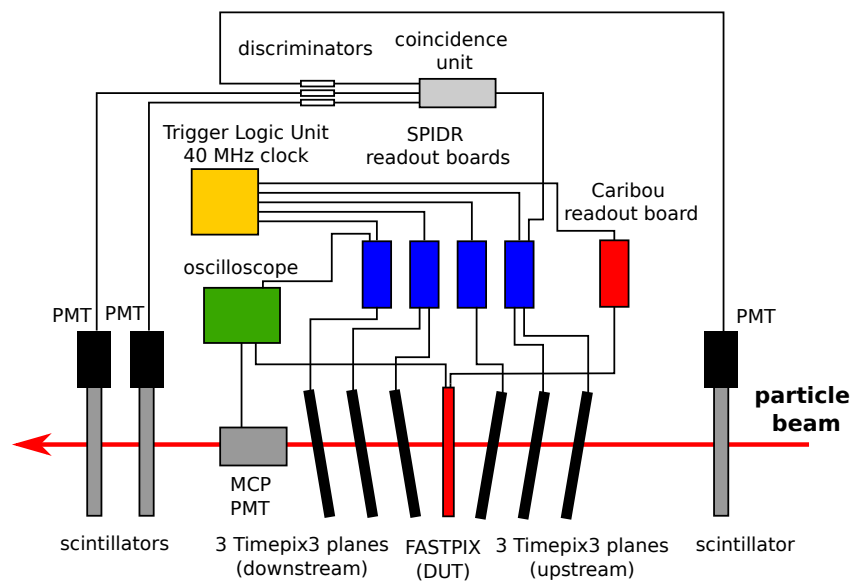 discriminators
coincidence
unit
Trigger Logic Unit
40 MHz clock
SPIDR
readout boards
Caribou
readout board
oscilloscope
PMT
PMT
PMT
particle
beam
MCP
PMT
scintillators
3 Timepix3 planes
(downstream)
FASTPIX
(DUT)
3 Timepix3 planes
(upstream)
scintillator